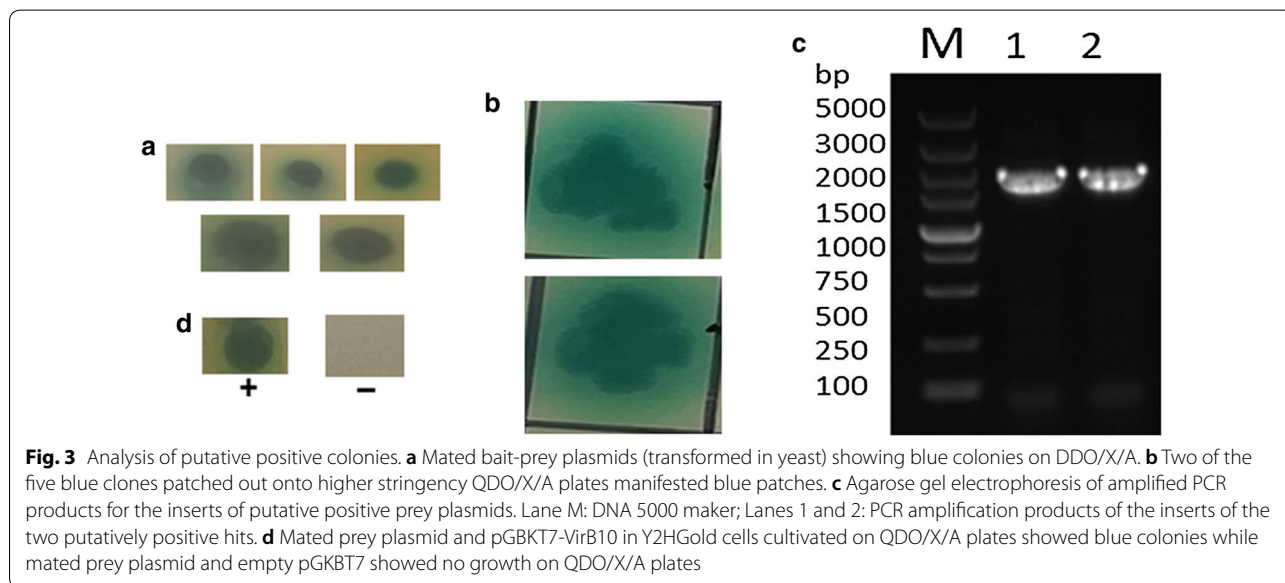 a
b
c
M 1 2
bp
5000
3000
2000
1500
1000
750
500
250
100
d
+ −
Fig. 3 Analysis of putative positive colonies. a Mated bait-prey plasmids (transformed in yeast) showing blue colonies on DDO/X/A. b Two of the
five blue clones patched out onto higher stringency QDO/X/A plates manifested blue patches. c Agarose gel electrophoresis of amplified PCR
products for the inserts of putative positive prey plasmids. Lane M: DNA 5000 maker; Lanes 1 and 2: PCR amplification products of the inserts of the
two putatively positive hits. d Mated prey plasmid and pGBKT7-VirB10 in Y2HGold cells cultivated on QDO/X/A plates showed blue colonies while
mated prey plasmid and empty pGKBT7 showed no growth on QDO/X/A plates